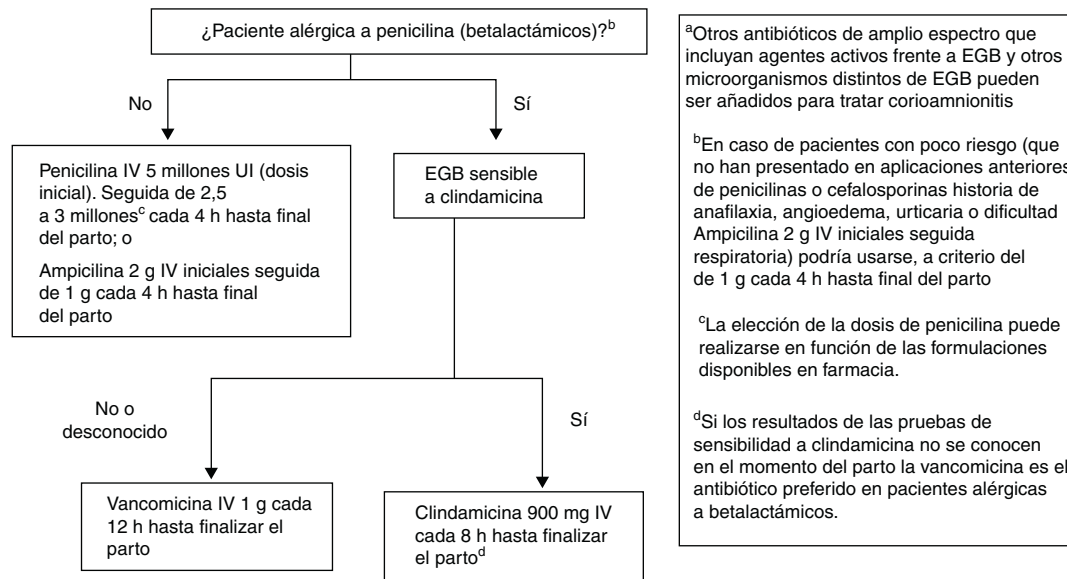 ¿Paciente alérgica a penicilina (betalactámicos)?b
No
Sí
Penicilina IV 5 millones UI (dosis
inicial). Seguida de 2,5
a 3 millonesc cada 4 h hasta final
del parto; o
Ampicilina 2 g IV iniciales seguida
de 1 g cada 4 h hasta final
del parto
EGB sensible
a clindamicina
No o
desconocido
Sí
Vancomicina IV 1 g cada
12 h hasta finalizar el
parto
Clindamicina 900 mg IV
cada 8 h hasta finalizar
el partod
aOtros antibióticos de amplio espectro que
incluyan agentes activos frente a EGB y otros
microorganismos distintos de EGB pueden
ser añadidos para tratar corioamnionitis
bEn caso de pacientes con poco riesgo (que
no han presentado en aplicaciones anteriores
de penicilinas o cefalosporinas historia de
anafilaxia, angioedema, urticaria o dificultad
Ampicilina 2 g IV iniciales seguida
respiratoria) podría usarse, a criterio del
de 1 g cada 4 h hasta final del parto
cLa elección de la dosis de penicilina puede
realizarse en función de las formulaciones
disponibles en farmacia.
dSi los resultados de las pruebas de
sensibilidad a clindamicina no se conocen
en el momento del parto la vancomicina es el
antibiótico preferido en pacientes alérgicas
a betalactámicos.